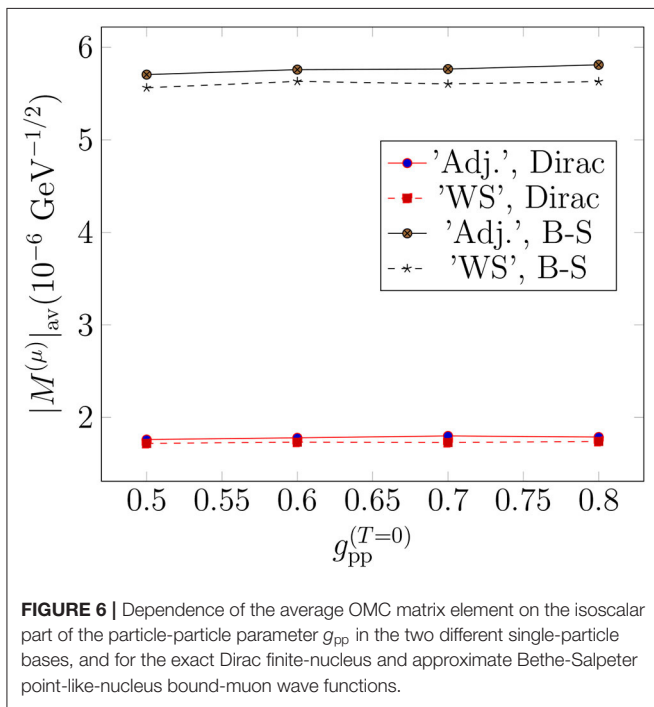 6
5
4
3
2
|M^(μ)|_av(10^−6 GeV^−1/2)
'Adj.', Dirac
'WS', Dirac
'Adj.', B-S
'WS', B-S
0.5 0.55 0.6 0.65 0.7 0.75 0.8
g_pp^(T=0)
FIGURE 6 | Dependence of the average OMC matrix element on the isoscalar
part of the particle-particle parameter g_pp in the two different single-particle
bases, and for the exact Dirac finite-nucleus and approximate Bethe-Salpeter
point-like-nucleus bound-muon wave functions.